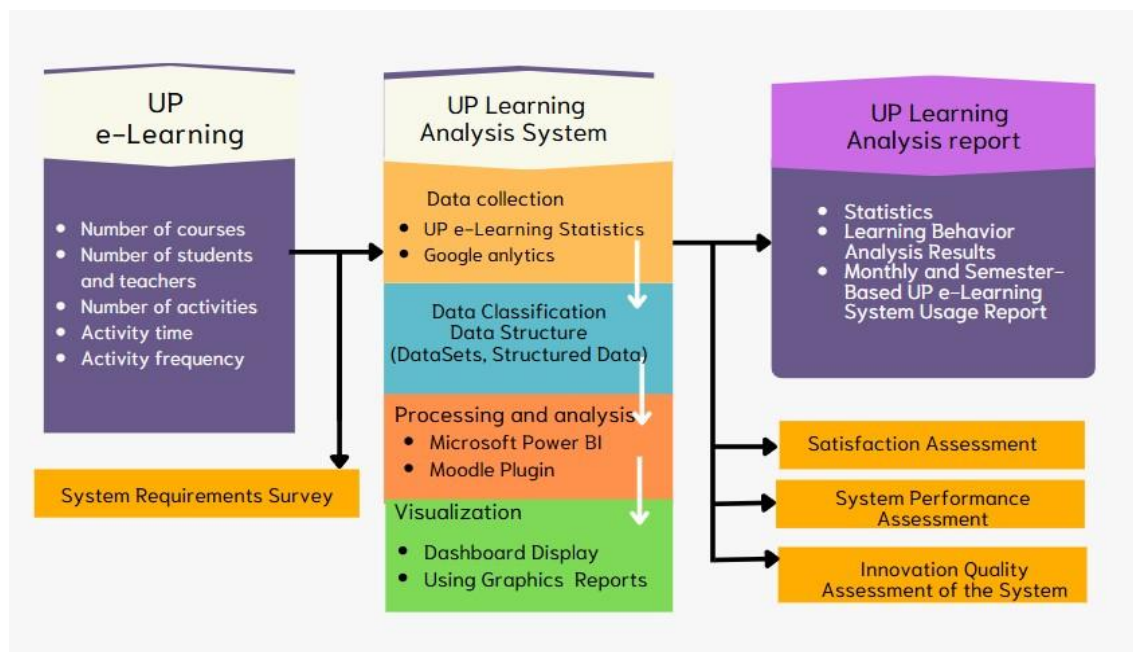 UP
e-Learning
• Number of courses
• Number of students
and teachers
• Number of activities
• Activity time
• Activity frequency
System Requirements Survey
UP Learning
Analysis System
Data collection
• UP e-Learning Statistics
• Google anlytics
Data Classification
Data Structure
(DataSets, Structured Data)
Processing and analysis
• Microsoft Power BI
• Moodle Plugin
Visualization
• Dashboard Display
• Using Graphics Reports
UP Learning
Analysis report
• Statistics
• Learning Behavior
Analysis Results
• Monthly and Semester-
Based UP e-Learning
System Usage Report
Satisfaction Assessment
System Performance
Assessment
Innovation Quality
Assessment of the System